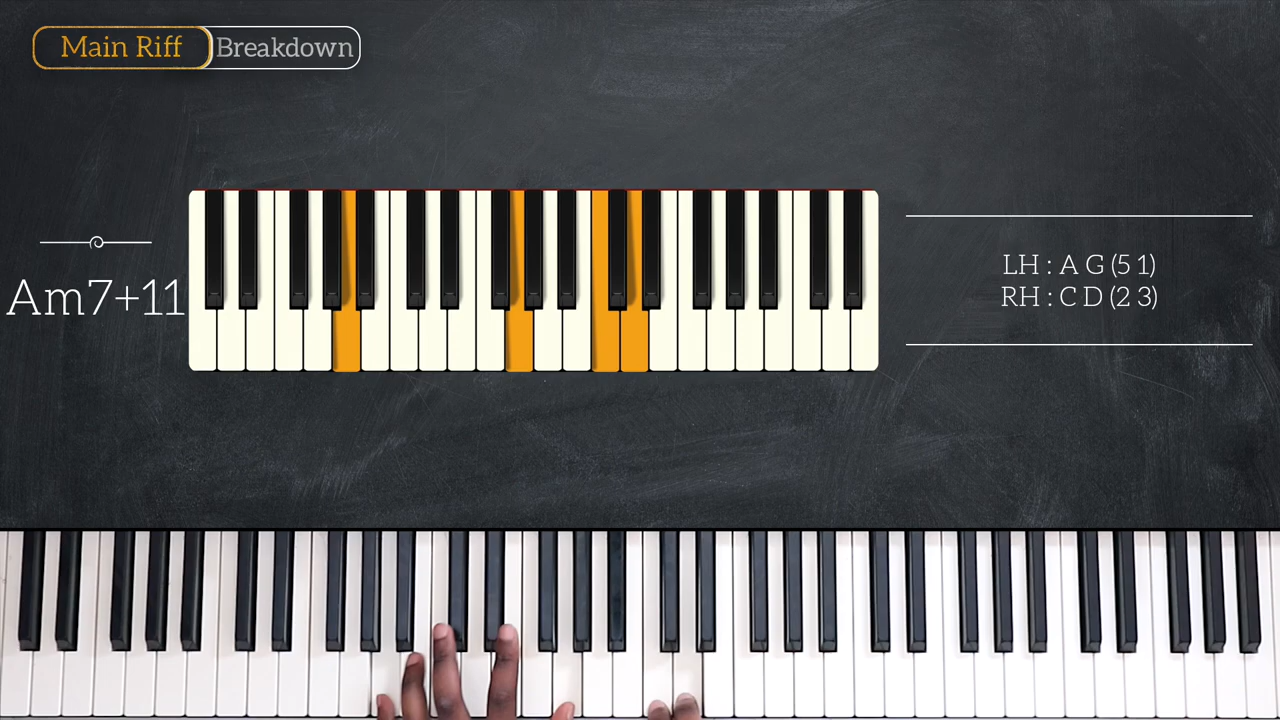 Main Riff Breakdown
Am7+11
LH : A G (5 1)
RH : C D (2 3)